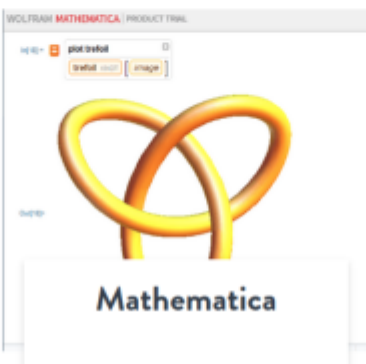 WOLFRAM MATHEMATICA | PRODUCT TRIAL
plot trefoil
trefoil image
Mathematica